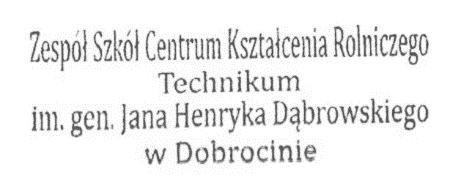 Zespół Szkół Centrum Kształcenia Rolniczego
Technikum
im. gen. Jana Henryka Dąbrowskiego
w Dobrocinie